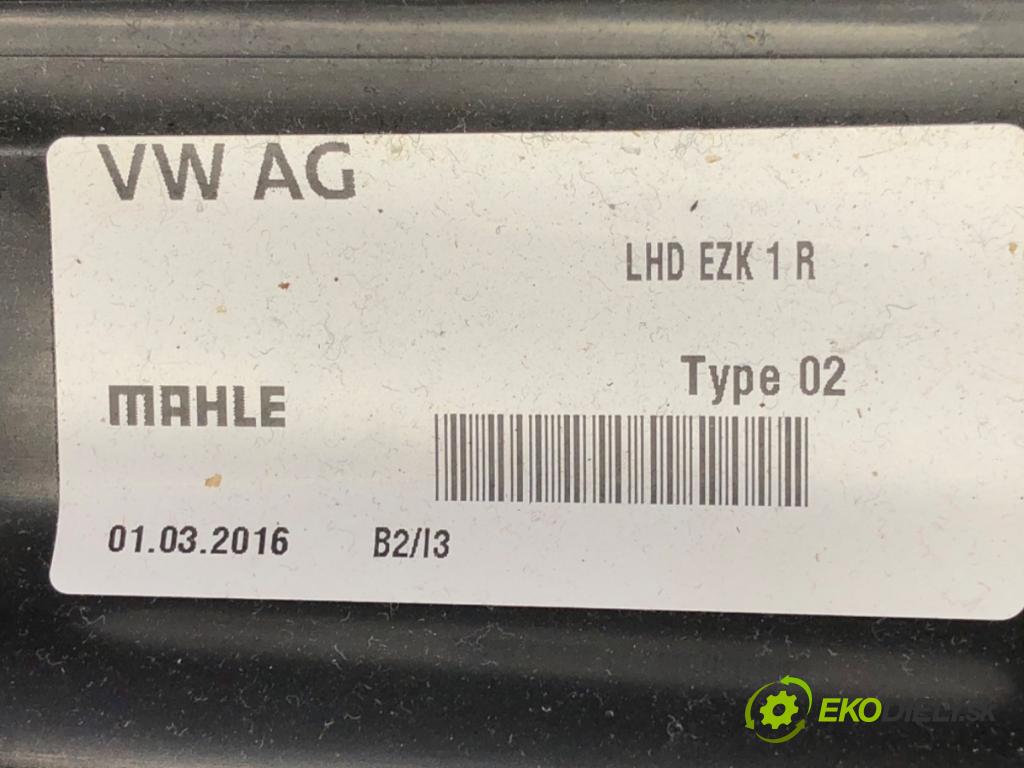 VW AG
LHD EZK 1 R
Type 02
MAHLE
01.03.2016 B2/I3
EKODIELY.SK